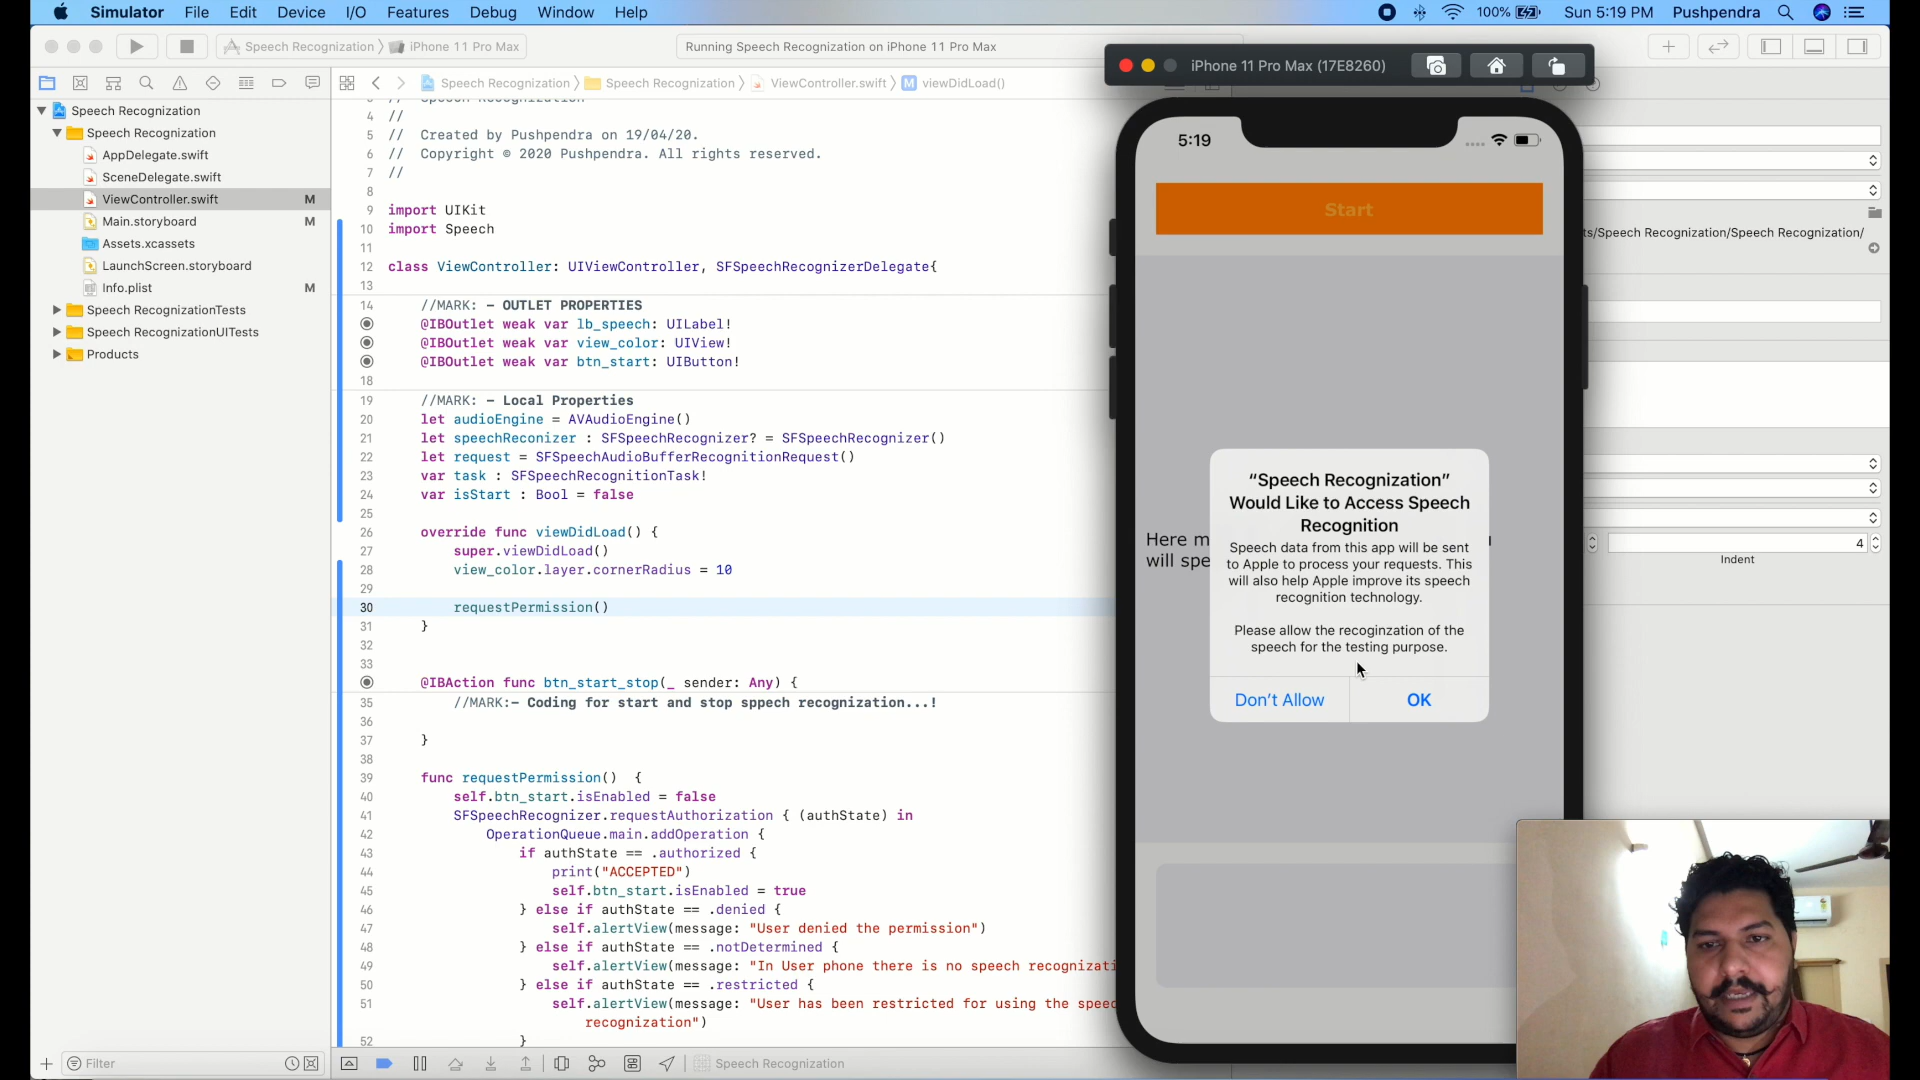 Simulator File Edit Device I/O Features Debug Window Help
100% Sun 5:19 PM Pushpendra
Speech Recognization iPhone 11 Pro Max
Running Speech Recognization on iPhone 11 Pro Max
iPhone 11 Pro Max (17E8260)
Speech Recognization Speech Recognization ViewController.swift M viewDidLoad()
Speech Recognization
Speech Recognization
AppDelegate.swift
SceneDelegate.swift
ViewController.swift M
Main.storyboard M
Assets.xcassets
LaunchScreen.storyboard
Info.plist M
Speech RecognizationTests
Speech RecognizationUITests
Products
Filter
3 // Speech Recognization
4 //
5 // Created by Pushpendra on 19/04/20.
6 // Copyright © 2020 Pushpendra. All rights reserved.
7 //
8
9 import UIKit
10 import Speech
11
12 class ViewController: UIViewController, SFSpeechRecognizerDelegate{
13
14 //MARK: - OUTLET PROPERTIES
@IBOutlet weak var lb_speech: UILabel!
@IBOutlet weak var view_color: UIView!
@IBOutlet weak var btn_start: UIButton!
18
19 //MARK: - Local Properties
20 let audioEngine = AVAudioEngine()
21 let speechReconizer : SFSpeechRecognizer? = SFSpeechRecognizer()
22 let request = SFSpeechAudioBufferRecognitionRequest()
23 var task : SFSpeechRecognitionTask!
24 var isStart : Bool = false
25
26 override func viewDidLoad() {
27 super.viewDidLoad()
28 view_color.layer.cornerRadius = 10
29
30 requestPermission()
31 }
32
33
@IBAction func btn_start_stop(_ sender: Any) {
35 //MARK:- Coding for start and stop sppech recognization...!
36
37 }
38
39 func requestPermission() {
40 self.btn_start.isEnabled = false
41 SFSpeechRecognizer.requestAuthorization { (authState) in
42 OperationQueue.main.addOperation {
43 if authState == .authorized {
44 print("ACCEPTED")
45 self.btn_start.isEnabled = true
46 } else if authState == .denied {
47 self.alertView(message: "User denied the permission")
48 } else if authState == .notDetermined {
49 self.alertView(message: "In User phone there is no speech recognizati
50 } else if authState == .restricted {
51 self.alertView(message: "User has been restricted for using the speec
recognization")
52 }
Speech Recognization
5:19
Start
Here m
will spe
“Speech Recognization”
Would Like to Access Speech
Recognition
Speech data from this app will be sent
to Apple to process your requests. This
will also help Apple improve its speech
recognition technology.
Please allow the recoginzation of the
speech for the testing purpose.
Don’t Allow OK
ts/Speech Recognization/Speech Recognization/
4
Indent